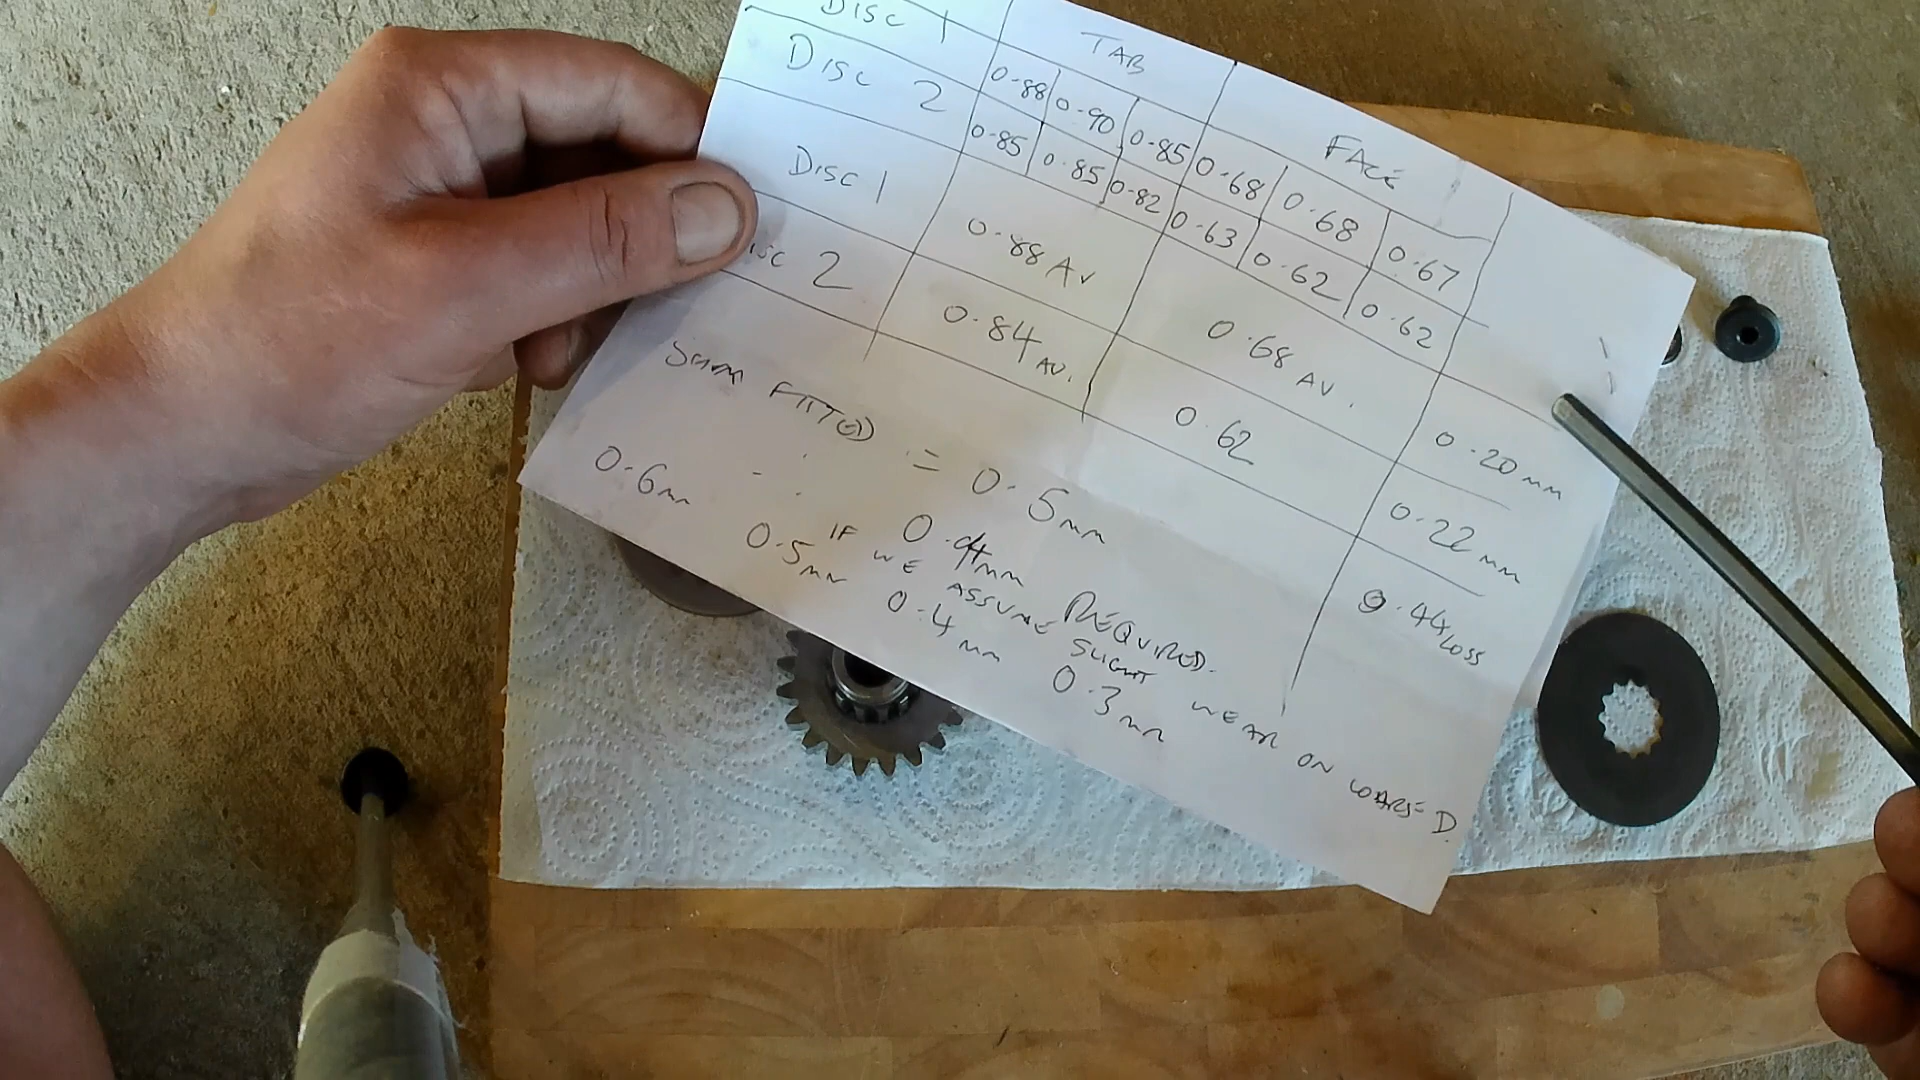 TAB FACE
DISC 1 0.88 0.90 0.85 0.68 0.68 0.67
DISC 2 0.85 0.85 0.82 0.63 0.62 0.62
DISC 1 0.88 AV 0.68 AV. 0.20mm
DISC 2 0.84 AV. 0.62 0.22mm
0.44 LOSS
SHIM FITTED = 0.5mm
0.94mm REQUIRED.
IF WE ASSUME SLIGHT WEAR ON D
0.6mm 0.5mm 0.4mm 0.3mm